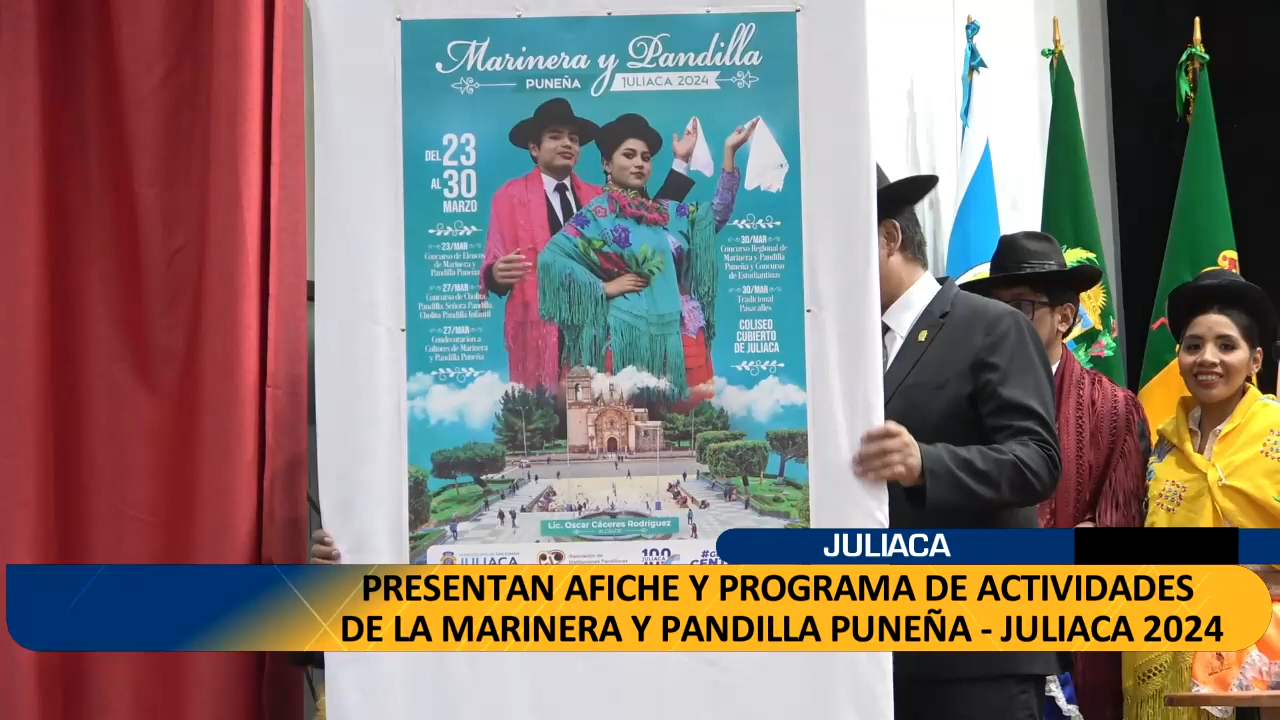 Marinera y Pandilla
PUNEÑA
JULIACA 2024
DEL 23
AL 30
MARZO
23/MAR
Concurso de Elencos
de Marinera y
Pandilla Puneña
27/MAR
Concurso de Cholita
Pandilla, Señora Pandilla
Cholita Pandilla Infantil
27/MAR
Condecoración a
Cultores de Marinera
y Pandilla Puneña
30/MAR
Concurso Regional de
Marinera y Pandilla
Puneña y Concurso de
Estudiantinas
30/MAR
Tradicional
Pasacalles
COLISEO
CUBIERTO
DE JULIACA
Lic. Oscar Cáceres Rodríguez
ALCALDE
JULIACA
Asociación de
100
JULIACA
PRESENTAN AFICHE Y PROGRAMA DE ACTIVIDADES
DE LA MARINERA Y PANDILLA PUNEÑA - JULIACA 2024